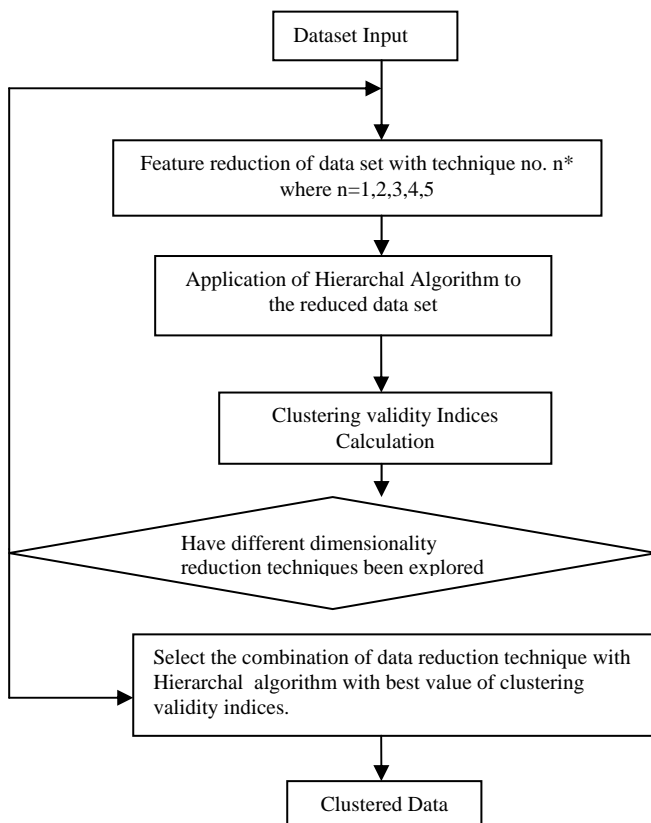 Dataset Input
Feature reduction of data set with technique no. n*
where n=1,2,3,4,5
Application of Hierarchal Algorithm to
the reduced data set
Clustering validity Indices
Calculation
Have different dimensionality
reduction techniques been explored
Select the combination of data reduction technique with
Hierarchal algorithm with best value of clustering
validity indices.
Clustered Data